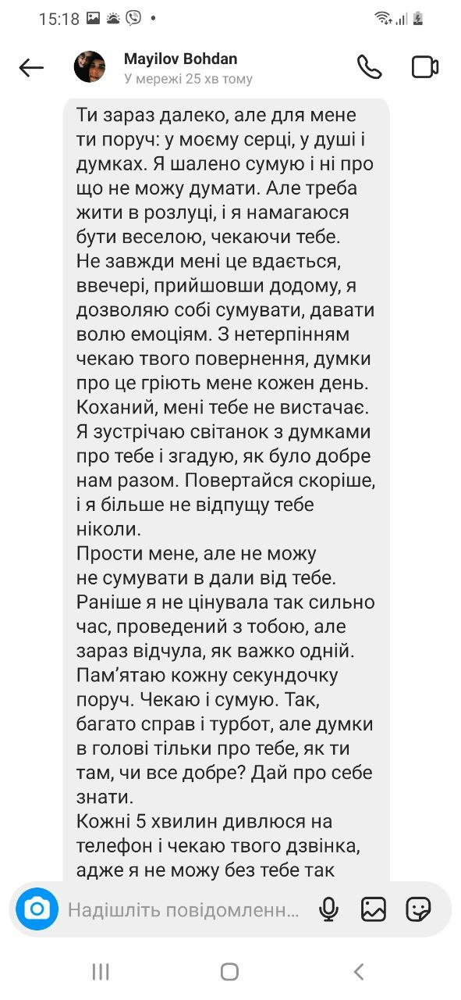 15:18
Mayilov Bohdan
У мережі 25 хв тому
Ти зараз далеко, але для мене
ти поруч: у моєму серці, у душі і
думках. Я шалено сумую і ні про
що не можу думати. Але треба
жити в розлуці, і я намагаюся
бути веселою, чекаючи тебе.
Не завжди мені це вдається,
ввечері, прийшовши додому, я
дозволяю собі сумувати, давати
волю емоціям. З нетерпінням
чекаю твого повернення, думки
про це гріють мене кожен день.
Коханий, мені тебе не вистачає.
Я зустрічаю світанок з думками
про тебе і згадую, як було добре
нам разом. Повертайся скоріше,
і я більше не відпущу тебе
ніколи.
Прости мене, але не можу
не сумувати в дали від тебе.
Раніше я не цінувала так сильно
час, проведений з тобою, але
зараз відчула, як важко одній.
Пам’ятаю кожну секундочку
поруч. Чекаю і сумую. Так,
багато справ і турбот, але думки
в голові тільки про тебе, як ти
там, чи все добре? Дай про себе
знати.
Кожні 5 хвилин дивлюся на
телефон і чекаю твого дзвінка,
адже я не можу без тебе так
Надішліть повідомленн...